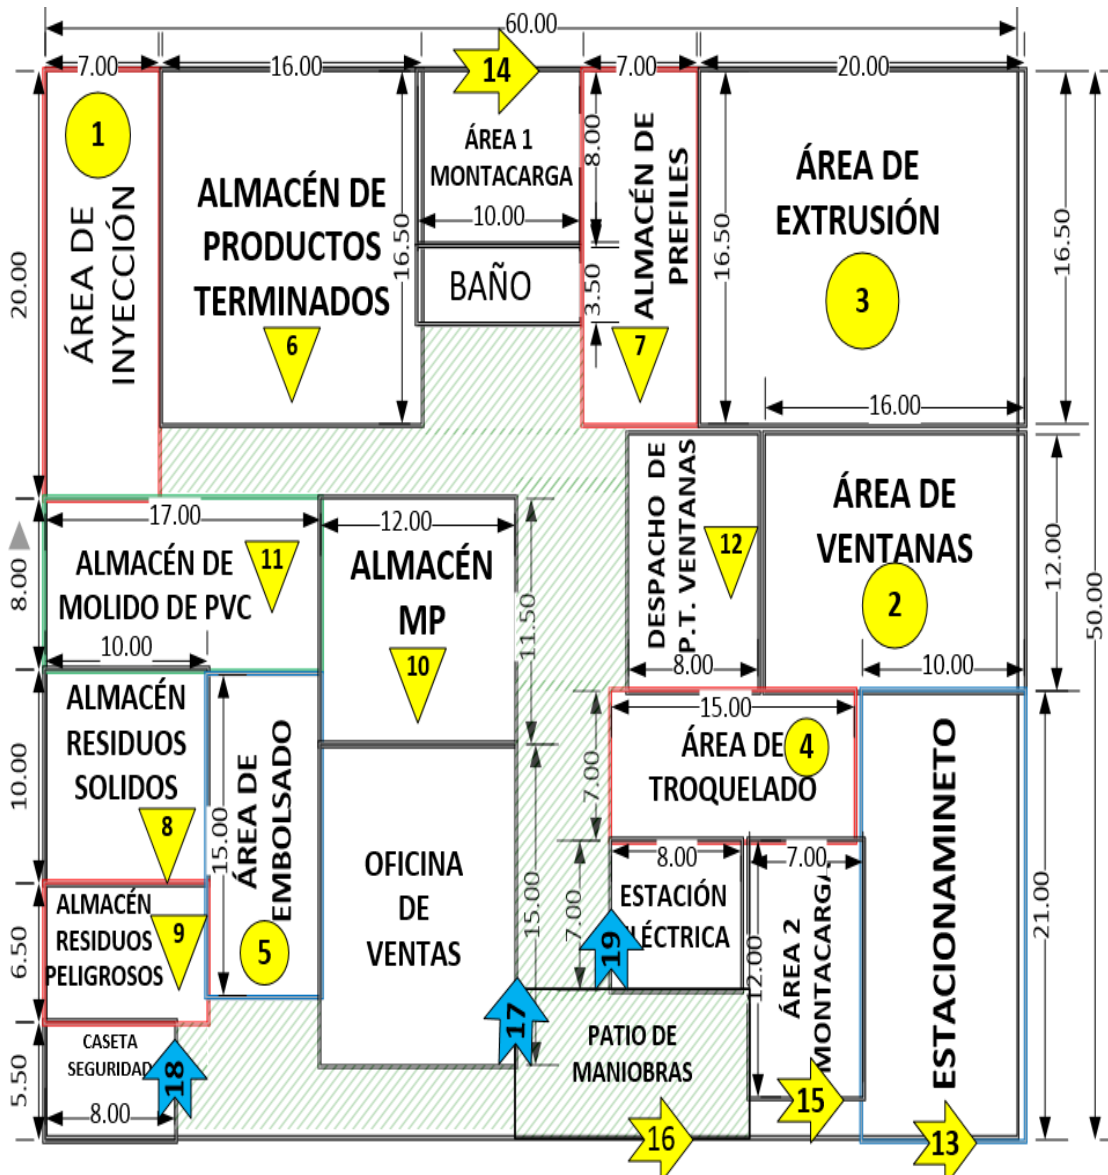 60.00
7.00
16.00
14
7.00
20.00
1
ÁREA DE
INYECCIÓN
20.00
ALMACÉN DE
PRODUCTOS
TERMINADOS
6
16.50
ÁREA 1
MONTACARGA
10.00
8.00
BAÑO
3.50
ALMACÉN DE
PREFILES
7
16.50
ÁREA DE
EXTRUSIÓN
3
16.00
16.50
17.00
ALMACÉN DE
MOLIDO DE PVC
11
8.00
10.00
12.00
ALMACÉN
MP
10
11.50
DESPACHO DE
P.T. VENTANAS
12
8.00
ÁREA DE
VENTANAS
2
10.00
12.00
50.00
ALMACÉN
RESIDUOS
SOLIDOS
8
10.00
15.00
ÁREA DE
EMBOLSADO
5
OFICINA
DE
VENTAS
15.00
15.00
ÁREA DE
TROQUELADO
4
7.00
8.00
ESTACIÓN
ELÉCTRICA
7.00
19
7.00
ÁREA 2
MONTACARGA
12.00
15
ESTACIONAMINETO
21.00
13
ALMACÉN
RESIDUOS
PELIGROSOS
9
6.50
CASETA
SEGURIDAD
18
8.00
5.50
17
PATIO DE
MANIOBRAS
16